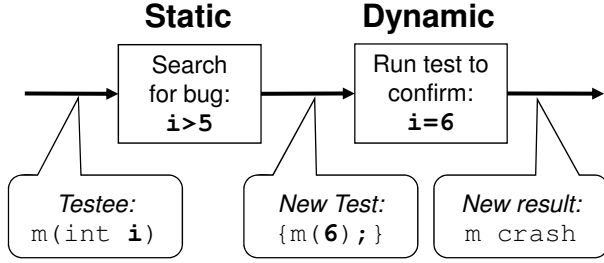 Static
Dynamic
Search
for bug:
i>5
Run test to
confirm:
i=6
Testee:
m(int i)
New Test:
{m(6);}
New result:
m crash